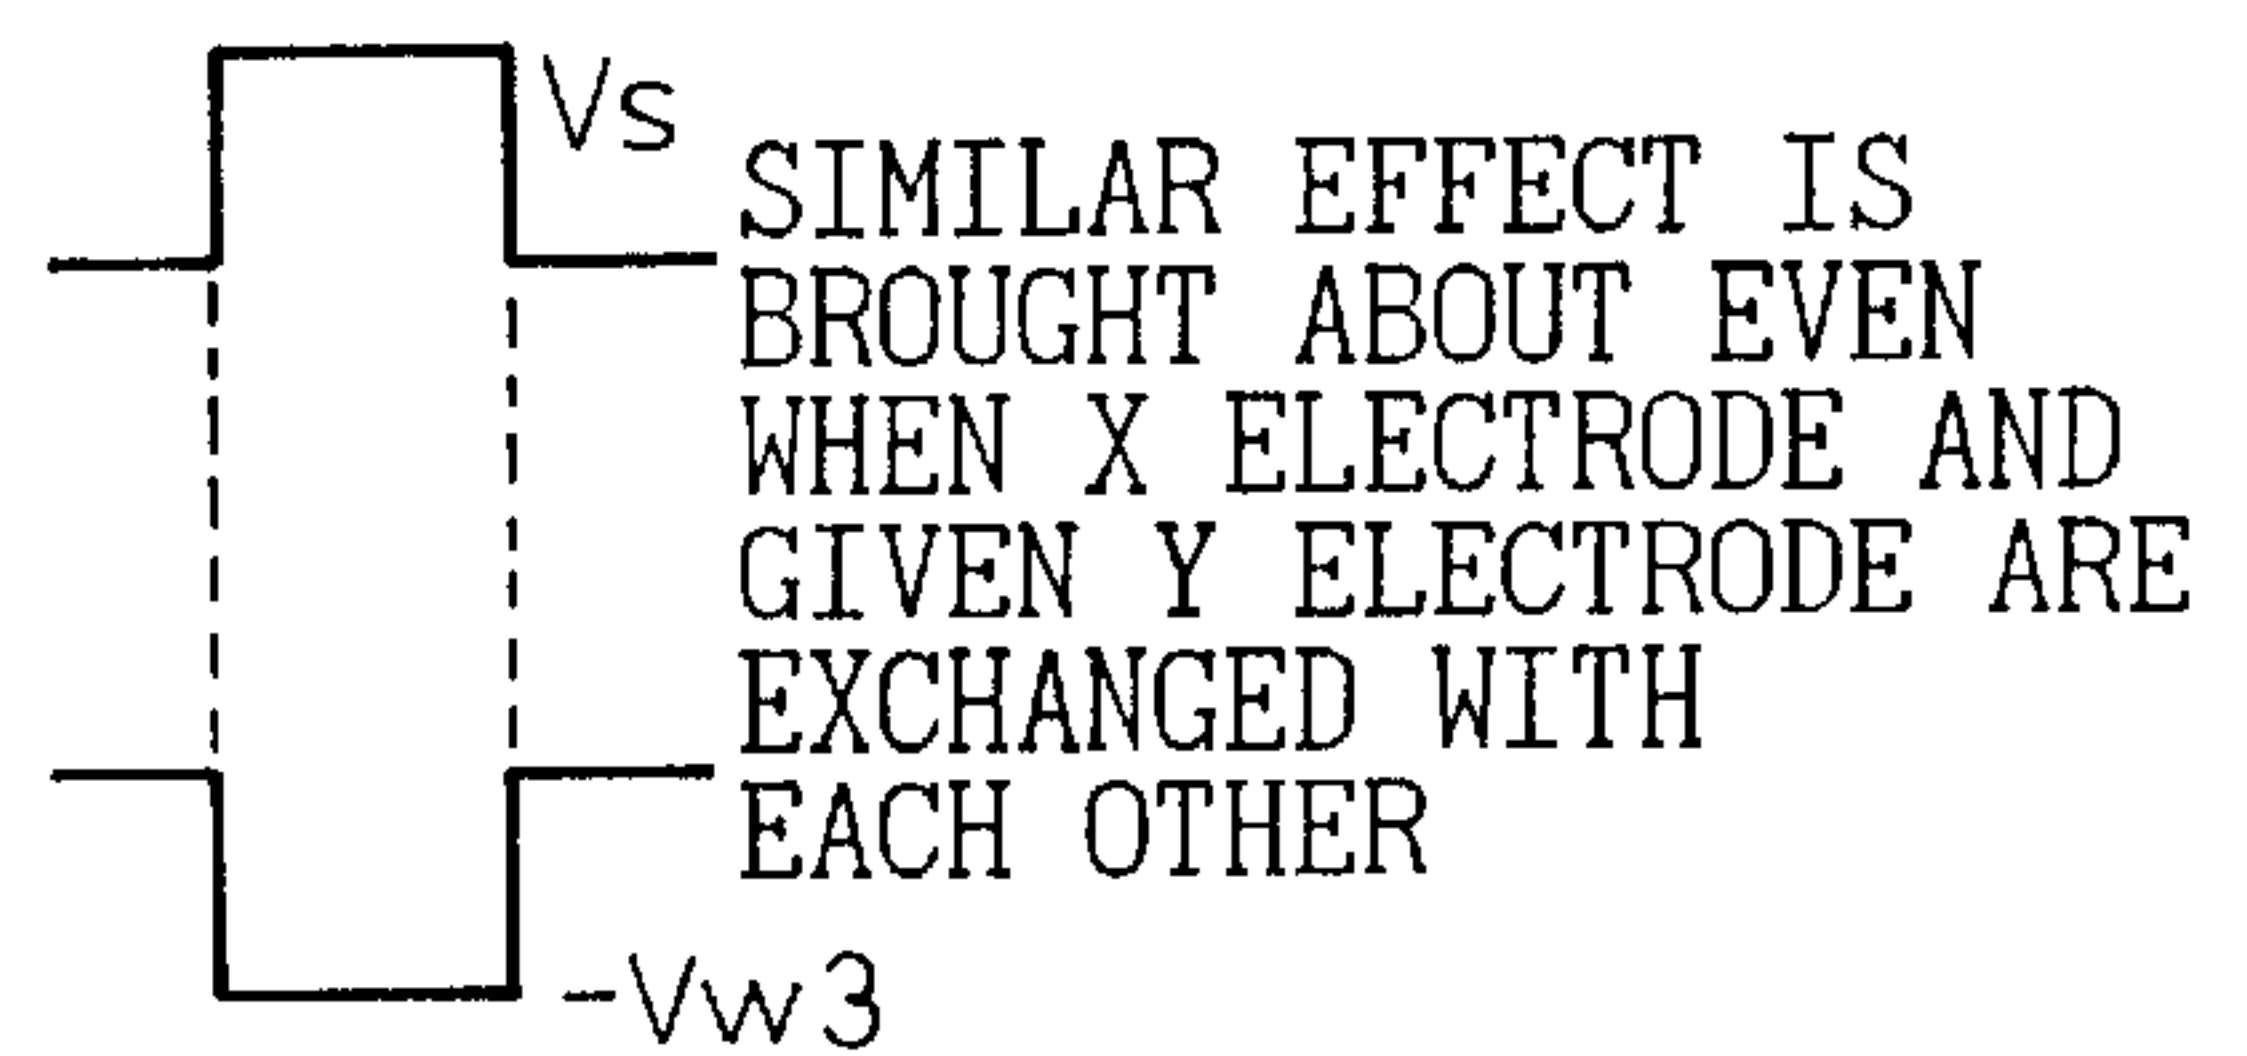 Vs
SIMILAR EFFECT IS
BROUGHT ABOUT EVEN
WHEN X ELECTRODE AND
GIVEN Y ELECTRODE ARE
EXCHANGED WITH
EACH OTHER
-Vw3